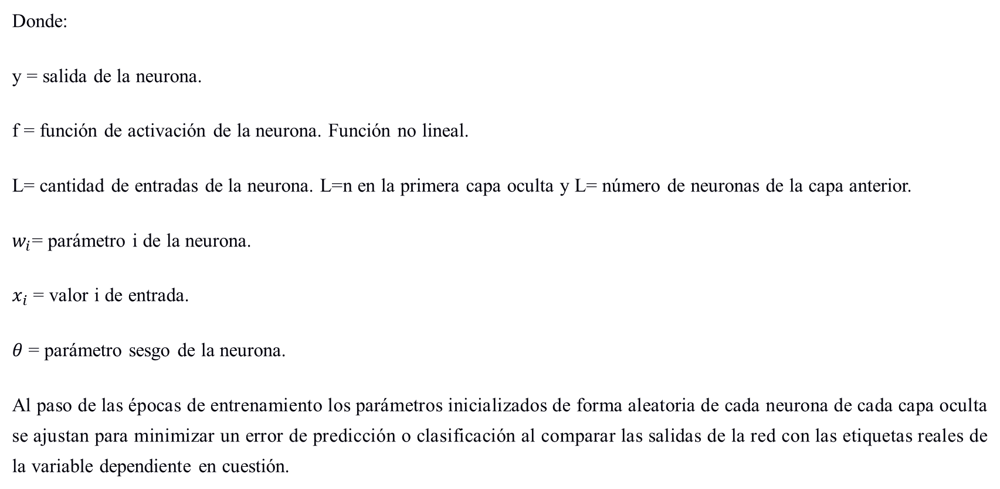 Donde:
y = salida de la neurona.
f = función de activación de la neurona. Función no lineal.
L= cantidad de entradas de la neurona. L=n en la primera capa oculta y L= número de neuronas de la capa anterior.
𝑤𝑖= parámetro i de la neurona.
𝑥𝑖 = valor i de entrada.
𝜃 = parámetro sesgo de la neurona.
Al paso de las épocas de entrenamiento los parámetros inicializados de forma aleatoria de cada neurona de cada capa oculta
se ajustan para minimizar un error de predicción o clasificación al comparar las salidas de la red con las etiquetas reales de
la variable dependiente en cuestión.